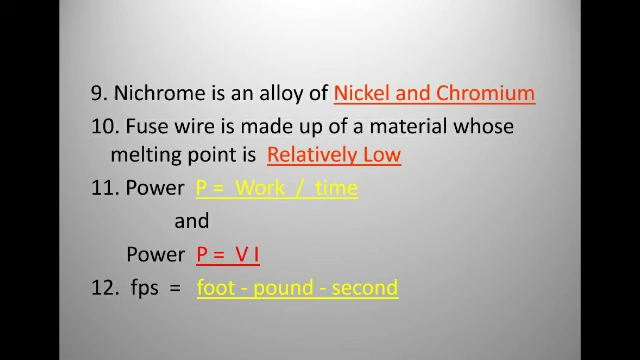 9. Nichrome is an alloy of Nickel and Chromium
10. Fuse wire is made up of a material whose
melting point is Relatively Low
11. Power P = Work / time
and
Power P = V I
12. fps = foot - pound - second